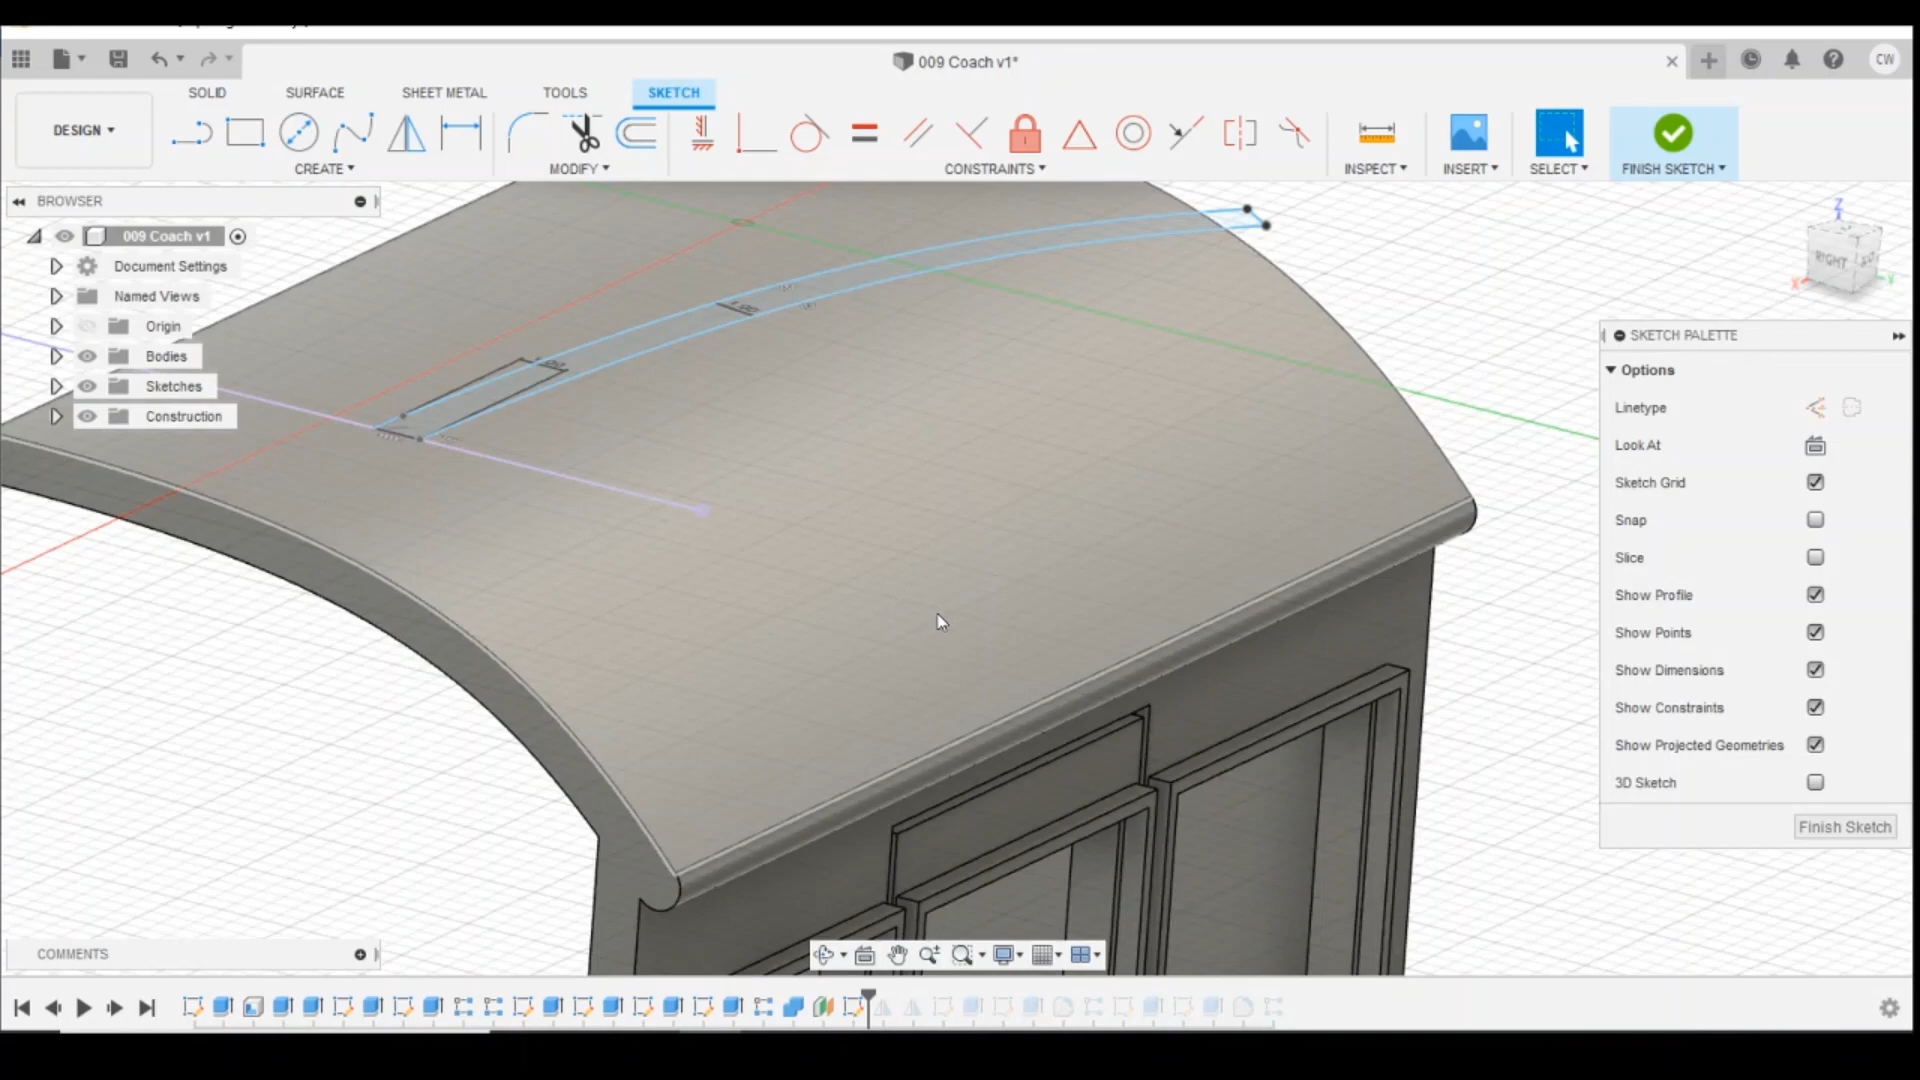 009 Coach v1*
CW
SOLID
SURFACE
SHEET METAL
TOOLS
SKETCH
DESIGN
CREATE
MODIFY
CONSTRAINTS
INSPECT
INSERT
SELECT
FINISH SKETCH
BROWSER
009 Coach v1
Document Settings
Named Views
Origin
Bodies
Sketches
Construction
Z
RIGHT
X
Y
SKETCH PALETTE
Options
Linetype
Look At
Sketch Grid
Snap
Slice
Show Profile
Show Points
Show Dimensions
Show Constraints
Show Projected Geometries
3D Sketch
Finish Sketch
COMMENTS